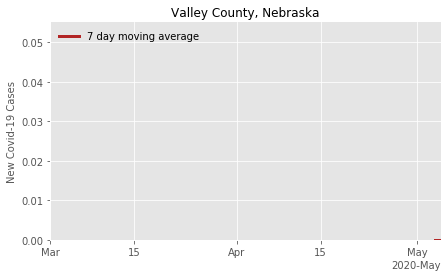 Valley County, Nebraska
7 day moving average
New Covid-19 Cases
0.05
0.04
0.03
0.02
0.01
0.00
Mar 15 Apr 15 May
2020-May